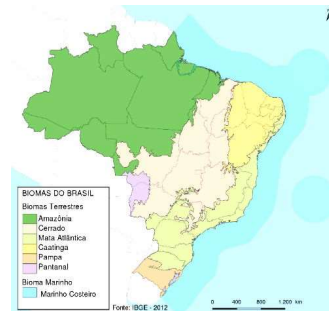 BIOMAS DO BRASIL
Biomas Terrestres
Amazônia
Cerrado
Mata Atlântica
Caatinga
Pampa
Pantanal
Bioma Marinho
Marinho Costeiro
Fonte: IBGE - 2012
0 400 800 1.200 km